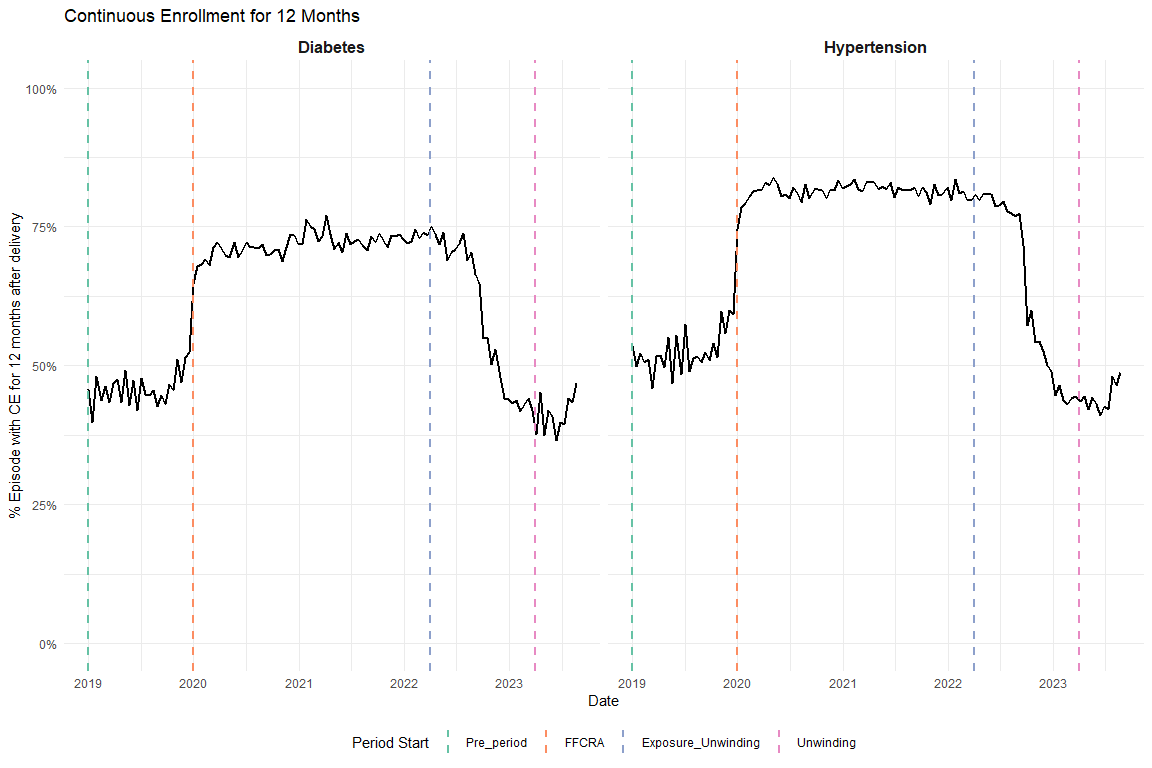 Continuous Enrollment for 12 Months
Diabetes
Hypertension
% Episode with CE for 12 months after delivery
100%
75%
50%
25%
0%
2019 2020 2021 2022 2023
2019 2020 2021 2022 2023
Date
Period Start Pre_period FFCRA Exposure_Unwinding Unwinding